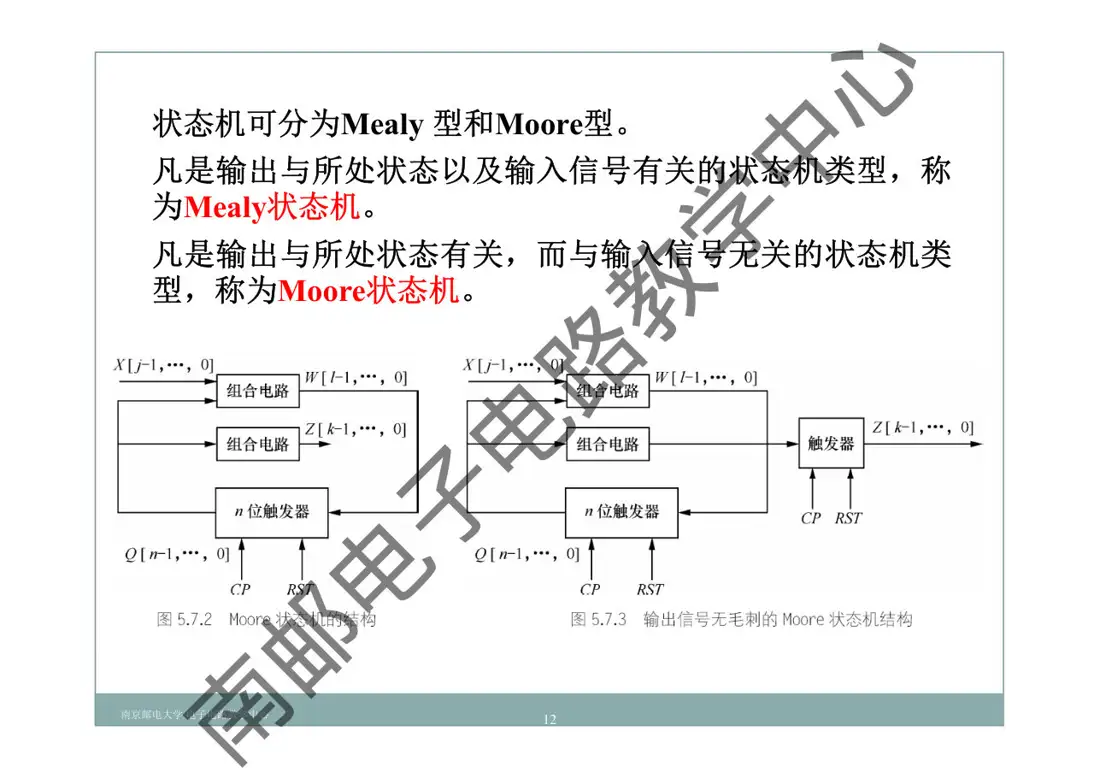 状态机可分为Mealy 型和Moore型。
凡是输出与所处状态以及输入信号有关的状态机类型，称
为Mealy状态机。
凡是输出与所处状态有关，而与输入信号无关的状态机类
型，称为Moore状态机。
X[j-1,…, 0]
组合电路
W[l-1,…, 0]
组合电路
Z[k-1,…, 0]
n位触发器
Q[n-1,…, 0]
CP
RST
图 5.7.2 Moore 状态机的结构
X[j-1,…, 0]
组合电路
W[l-1,…, 0]
组合电路
触发器
Z[k-1,…, 0]
CP
RST
n位触发器
Q[n-1,…, 0]
CP
RST
图 5.7.3 输出信号无毛刺的 Moore 状态机结构
南邮电子电路教学中心
南京邮电大学 电子电路教学中心
12